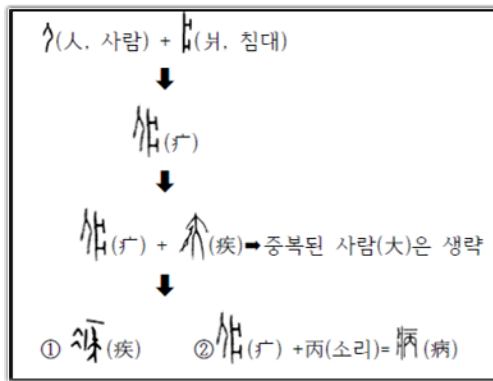 (人, 사람) + (爿, 침대)
(疒)
(疒) + (疾)➡중복된 사람(大)은 생략
① (疾) ② (疒) +丙(소리)= (病)